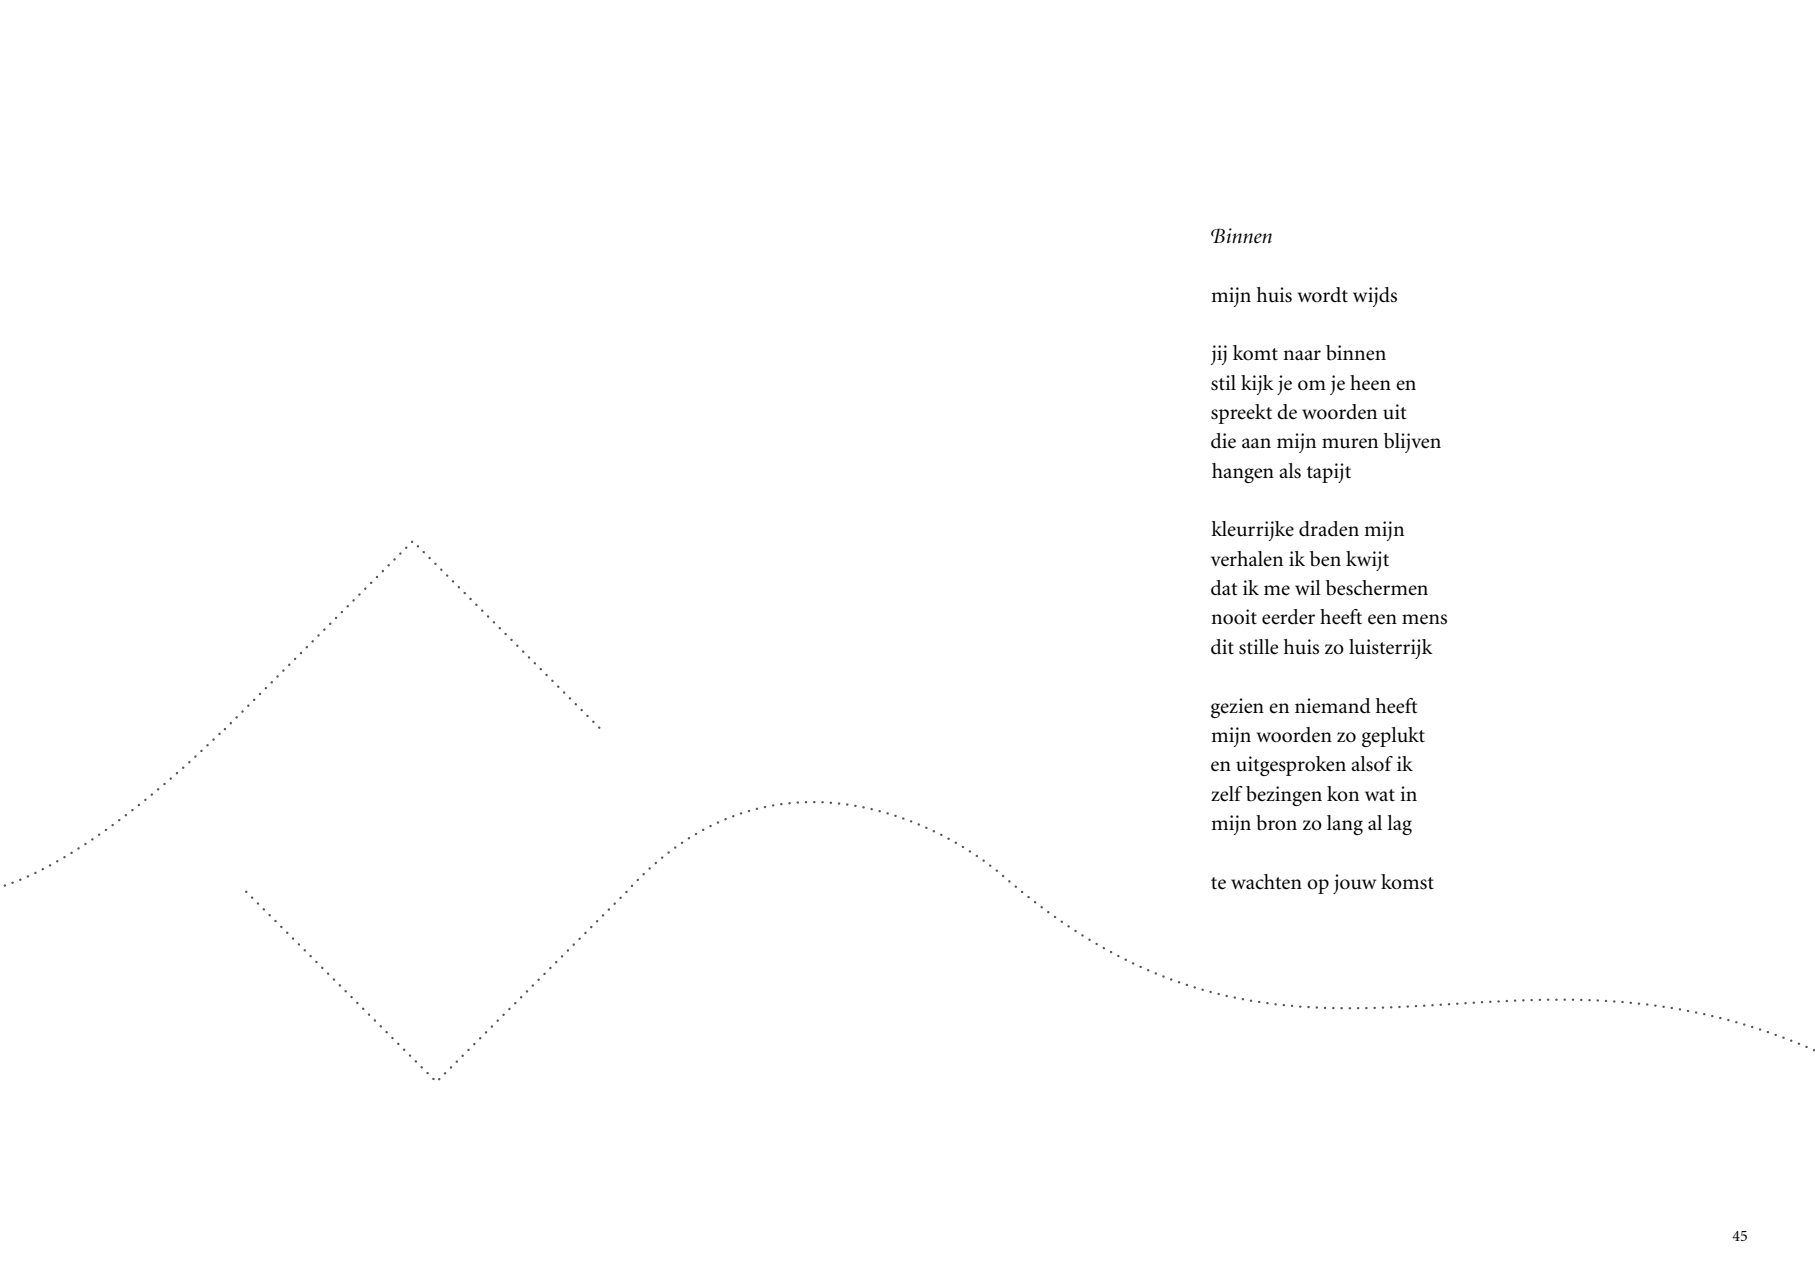 Binnen
mijn huis wordt wijds
jij komt naar binnen
stil kijk je om je heen en
spreekt de woorden uit
die aan mijn muren blijven
hangen als tapijt
kleurrijke draden mijn
verhalen ik ben kwijt
dat ik me wil beschermen
nooit eerder heeft een mens
dit stille huis zo luisterrijk
gezien en niemand heeft
mijn woorden zo geplukt
en uitgesproken alsof ik
zelf bezingen kon wat in
mijn bron zo lang al lag
te wachten op jouw komst
45